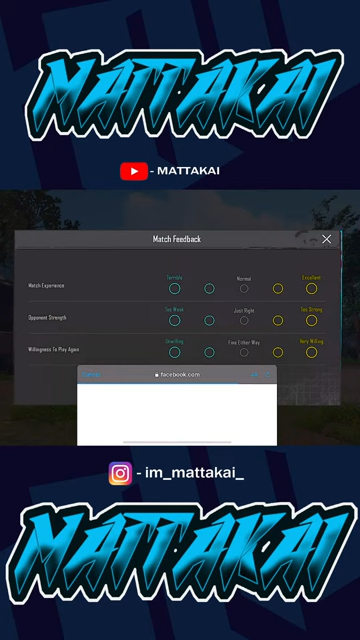 MATTAKAI
- MATTAKAI
Match Feedback
Terrible Normal Excellent
Match Experience
Too Weak Just Right Too Strong
Opponent Strength
Unwilling Fine Either Way Very Willing
Willingness To Play Again
facebook.com
- im_mattakai_
MATTAKAI